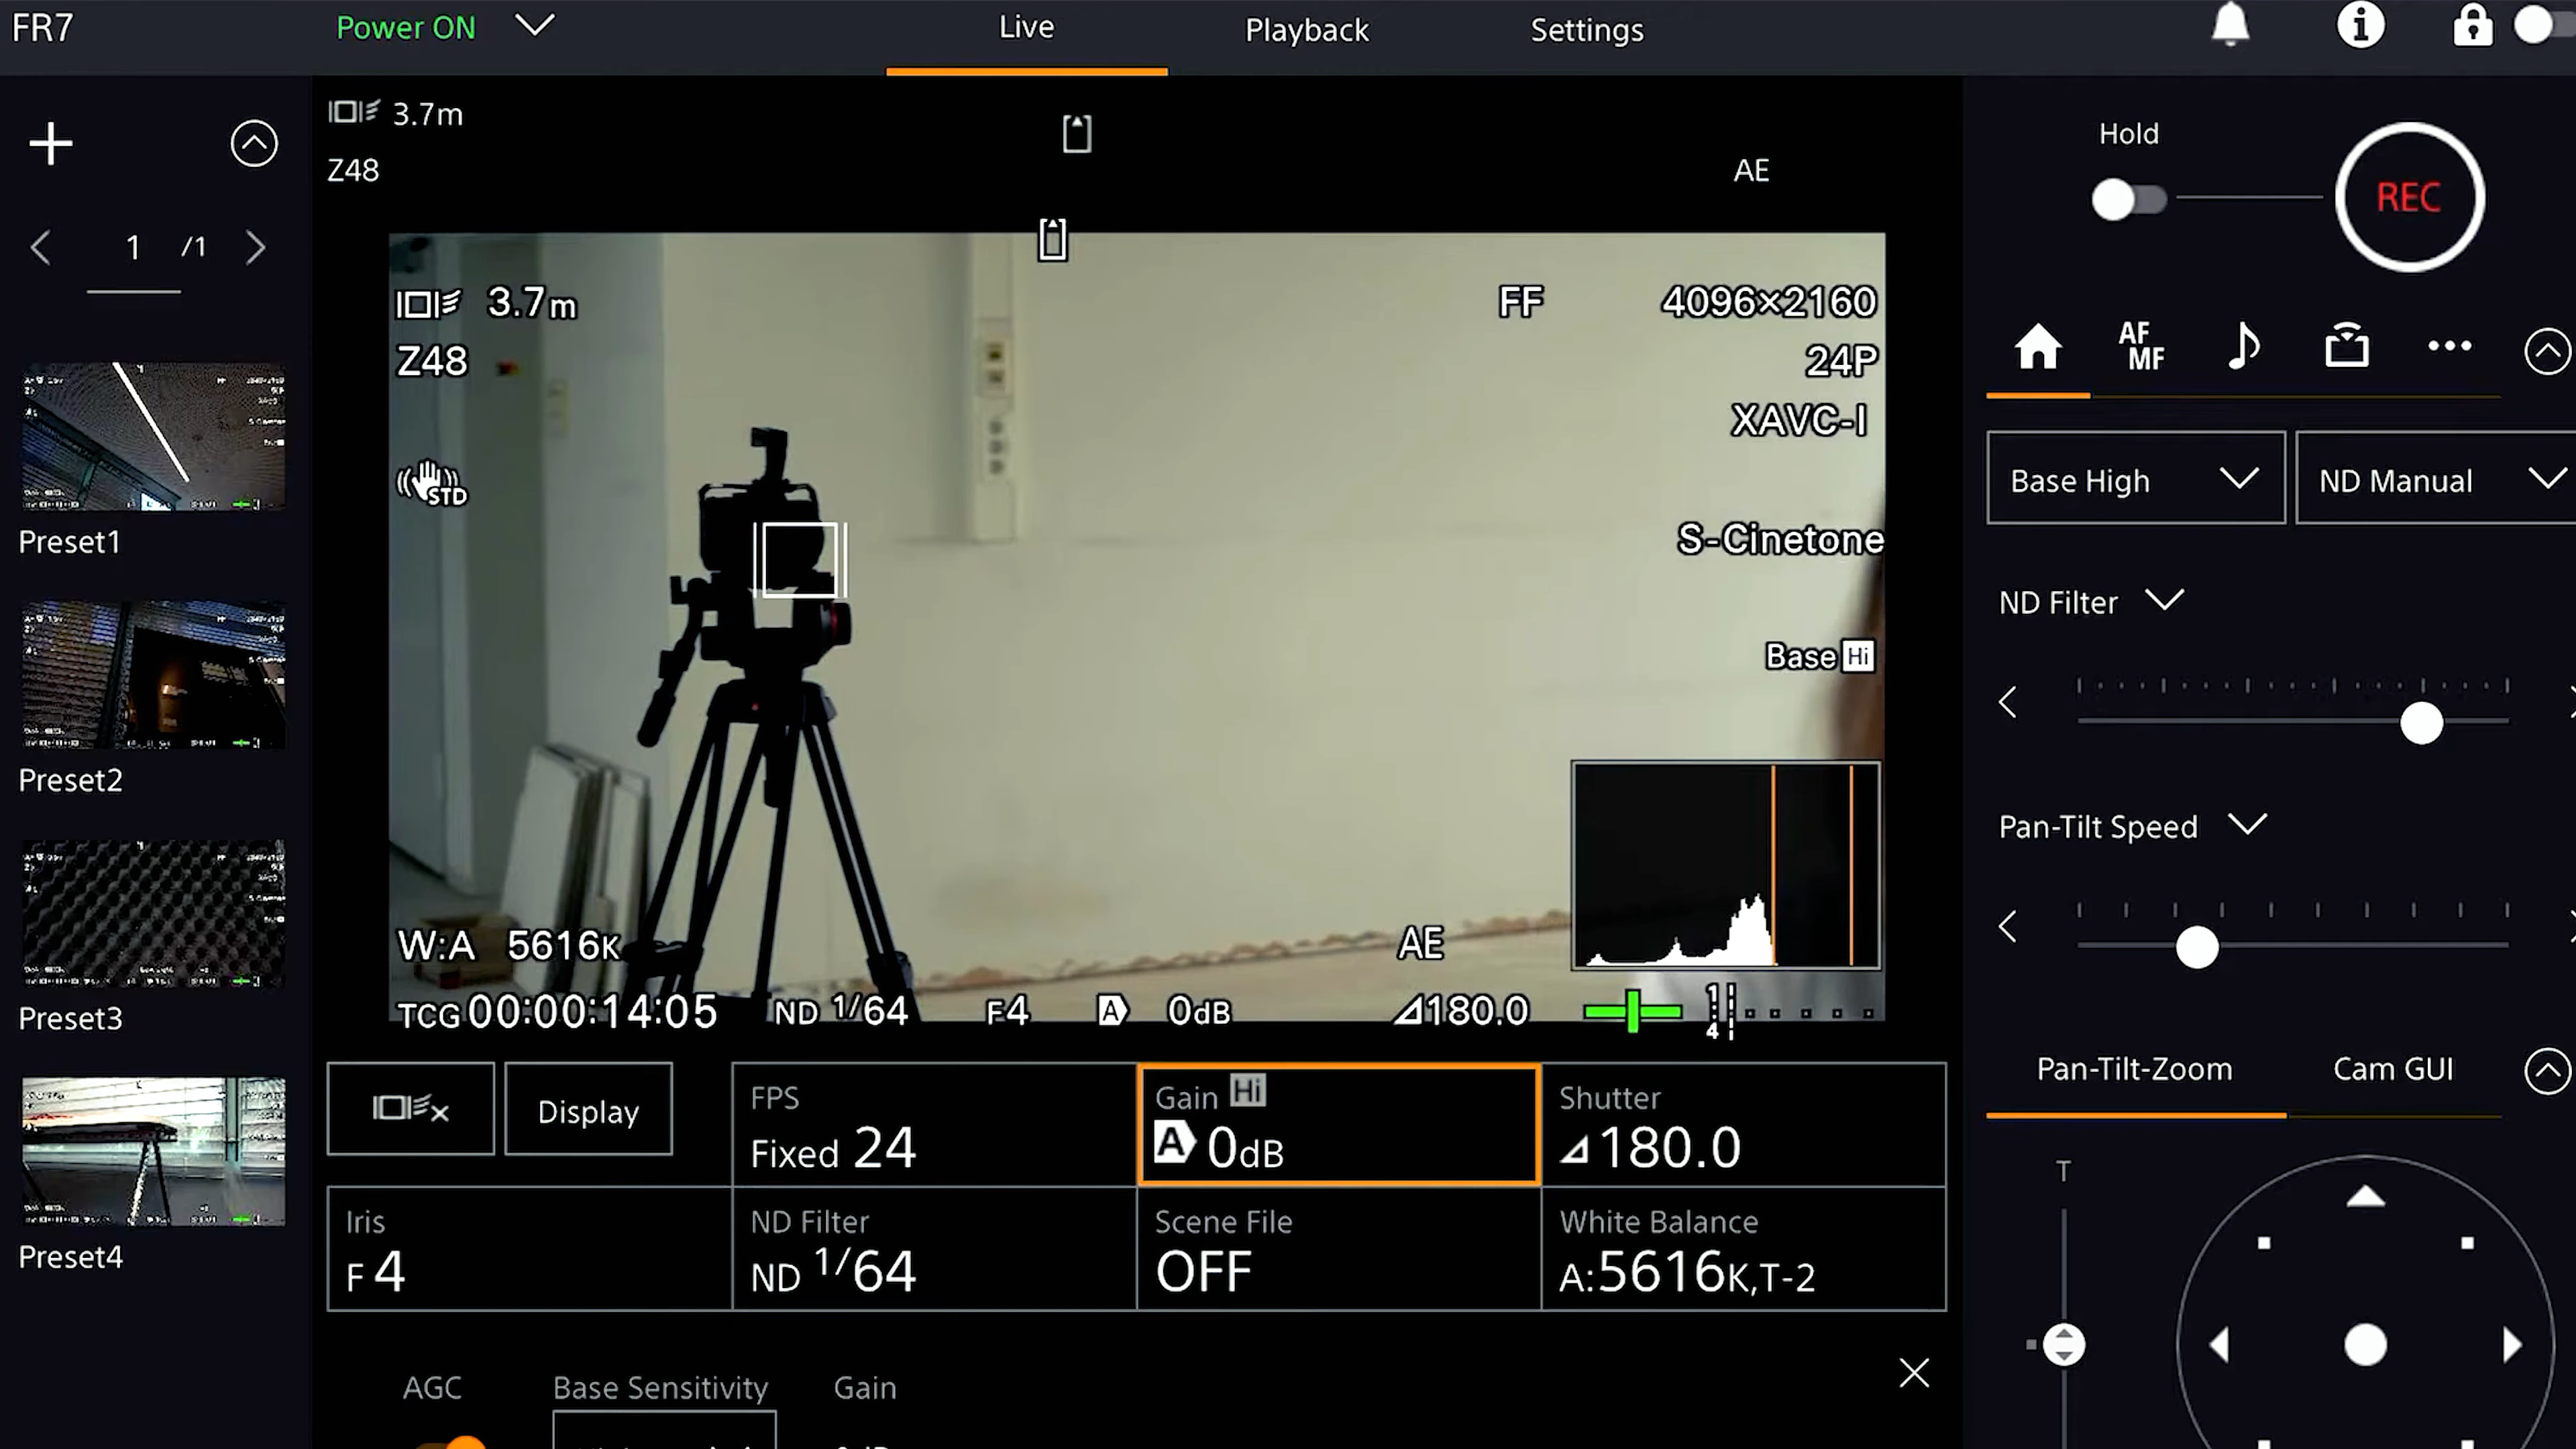 FR7
Power ON
Live
Playback
Settings
3.7m
Z48
AE
Hold
REC
1 /1
3.7m
Z48
STD
FF
4096×2160
24P
XAVC-I
S-Cinetone
Base Hi
W:A 5616K
AE
TCG 00:00:14:05
ND 1/64
F4
A 0dB
180.0
1
4
Preset1
Preset2
Preset3
Preset4
AF
MF
Base High
ND Manual
ND Filter
Pan-Tilt Speed
Pan-Tilt-Zoom
Cam GUI
T
Display
FPS
Fixed 24
Gain Hi
A 0dB
Shutter
180.0
Iris
F 4
ND Filter
ND 1/64
Scene File
OFF
White Balance
A:5616K,T-2
AGC
Base Sensitivity
Gain